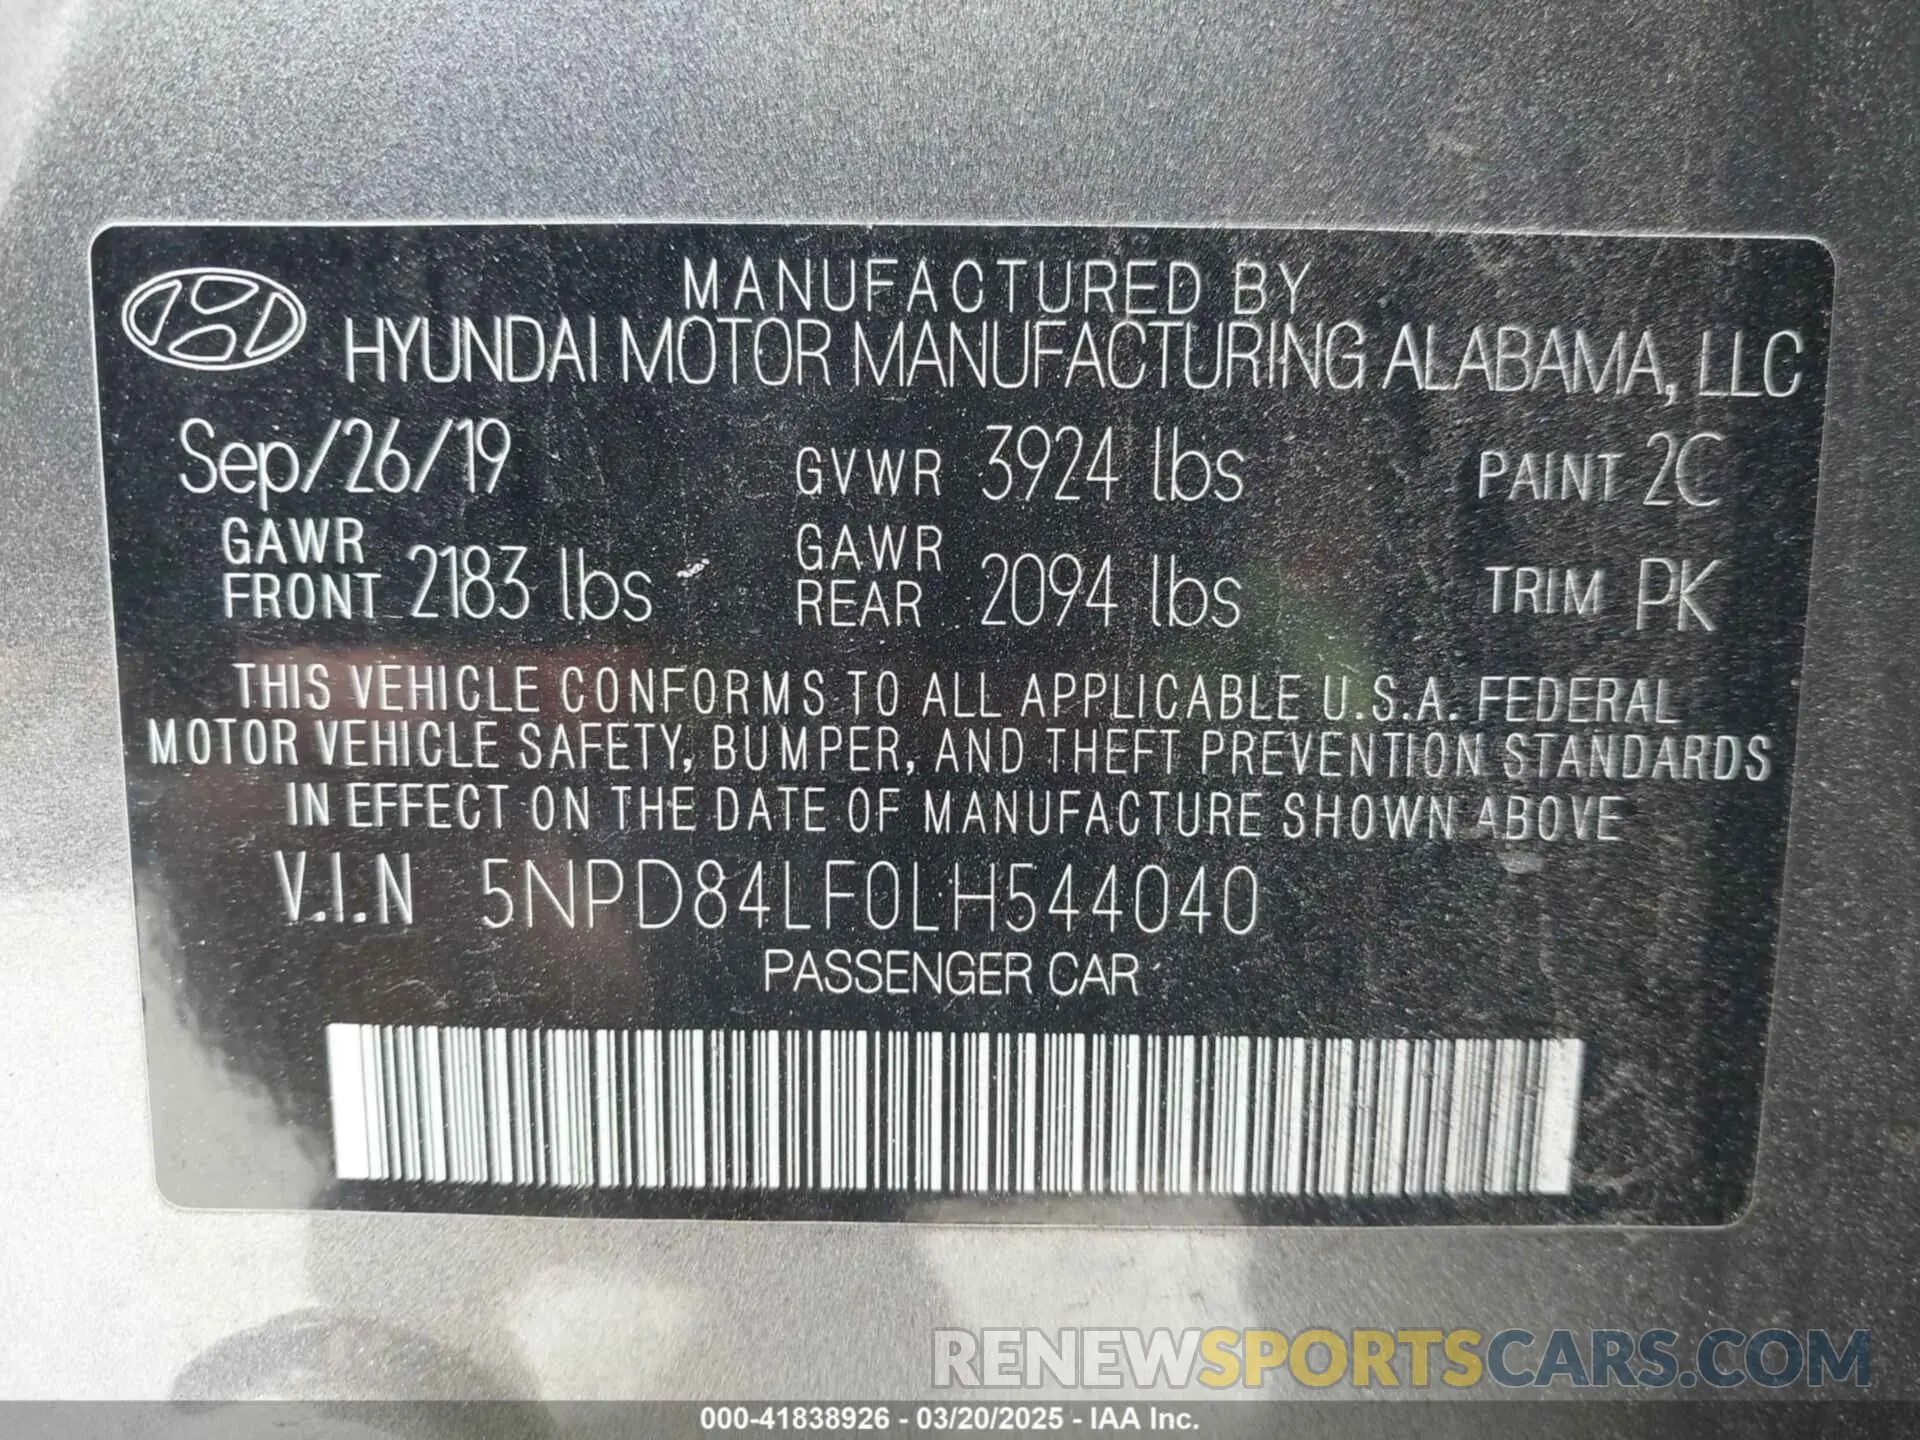 MANUFACTURED BY
HYUNDAI MOTOR MANUFACTURING ALABAMA, LLC
Sep/26/19 GVWR 3924 lbs PAINT 2C
GAWR FRONT 2183 lbs GAWR REAR 2094 lbs TRIM PK
THIS VEHICLE CONFORMS TO ALL APPLICABLE U.S.A. FEDERAL
MOTOR VEHICLE SAFETY, BUMPER, AND THEFT PREVENTION STANDARDS
IN EFFECT ON THE DATE OF MANUFACTURE SHOWN ABOVE
V.I.N 5NPD84LF0LH544040
PASSENGER CAR
RENEWSPORTSCARS.COM
000-41838926 - 03/20/2025 - IAA Inc.